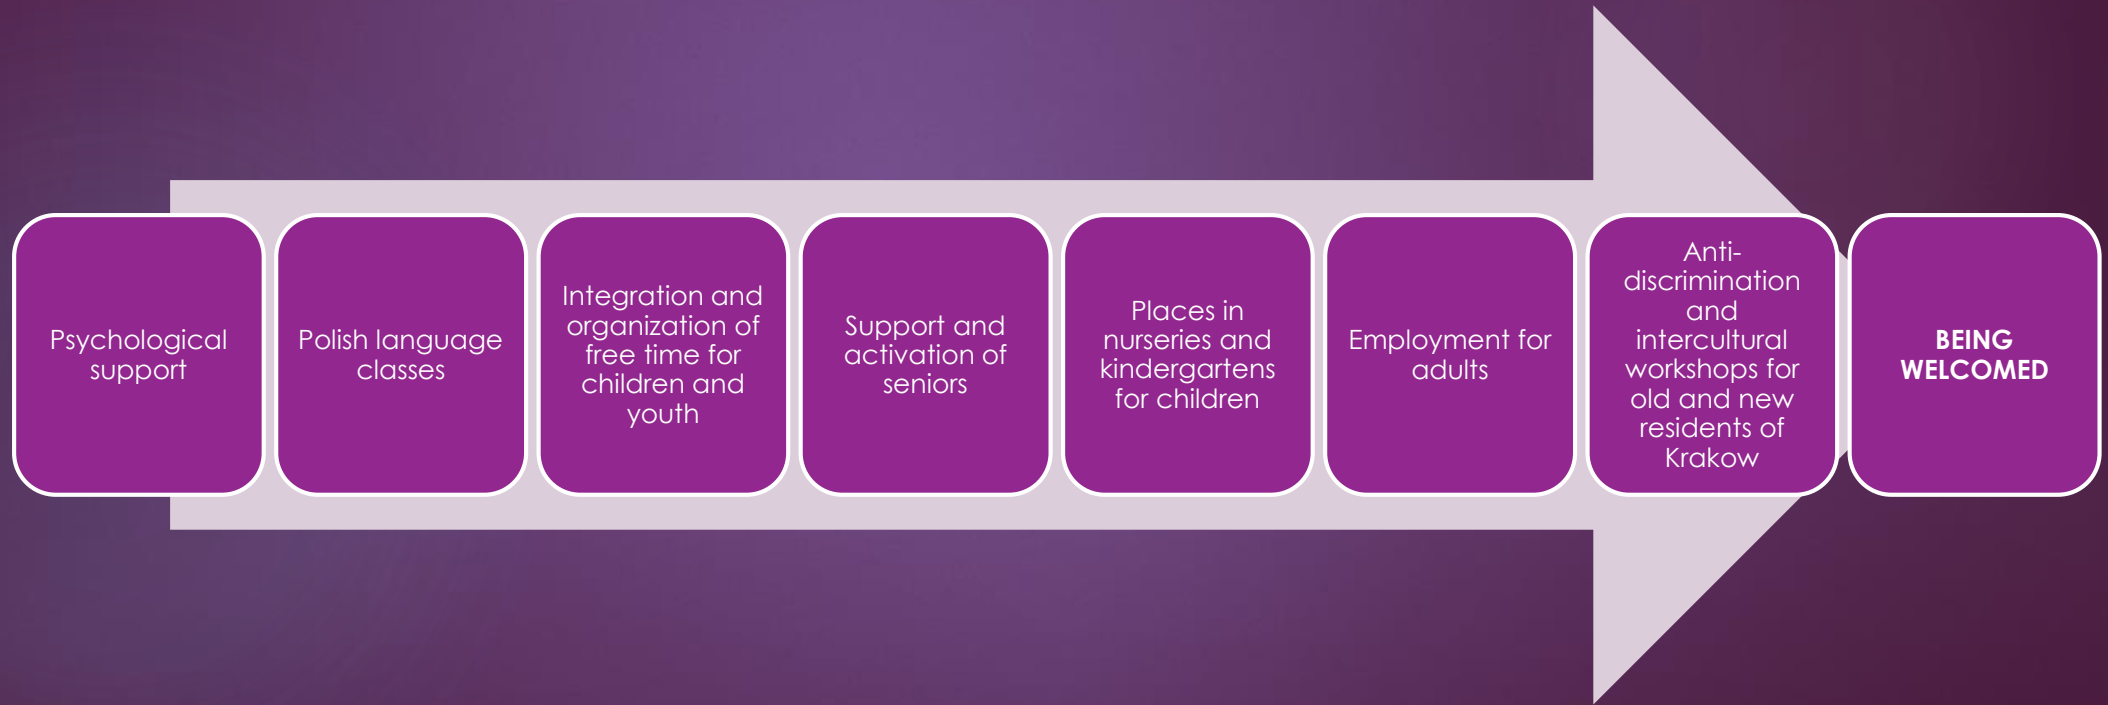 Psychological
support
Polish language
classes
Integration and
organization of
free time for
children and
youth
Support and
activation of
seniors
Places in
nurseries and
kindergartens
for children
Employment for
adults
Anti-
discrimination
and
intercultural
workshops for
old and new
residents of
Krakow
BEING
WELCOMED